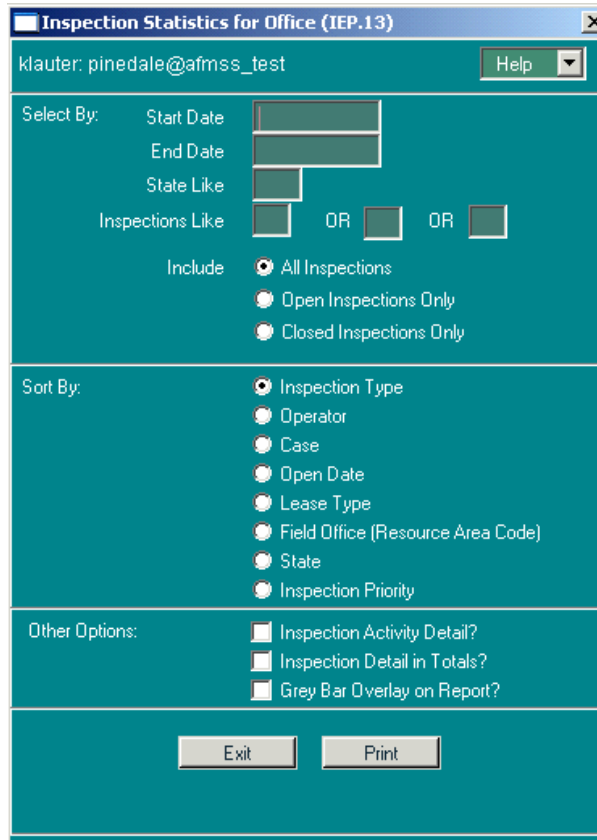 Inspection Statistics for Office (IEP.13)
klauter: pinedale@afmss_test Help
Select By: Start Date
End Date
State Like
Inspections Like OR OR
Include All Inspections
Open Inspections Only
Closed Inspections Only
Sort By: Inspection Type
Operator
Case
Open Date
Lease Type
Field Office (Resource Area Code)
State
Inspection Priority
Other Options: Inspection Activity Detail?
Inspection Detail in Totals?
Grey Bar Overlay on Report?
Exit Print